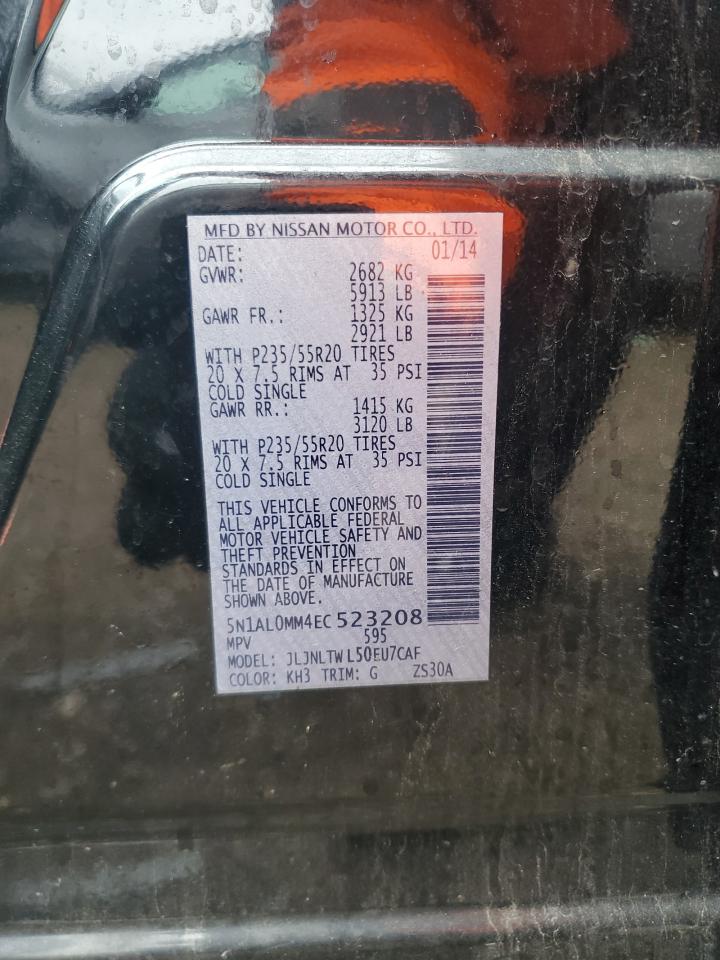 MFD BY NISSAN MOTOR CO., LTD.
DATE: 01/14
GVWR: 2682 KG
5913 LB
GAWR FR.: 1325 KG
2921 LB
WITH P235/55R20 TIRES
20 X 7.5 RIMS AT 35 PSI
COLD SINGLE
GAWR RR.: 1415 KG
3120 LB
WITH P235/55R20 TIRES
20 X 7.5 RIMS AT 35 PSI
COLD SINGLE
THIS VEHICLE CONFORMS TO
ALL APPLICABLE FEDERAL
MOTOR VEHICLE SAFETY AND
THEFT PREVENTION
STANDARDS IN EFFECT ON
THE DATE OF MANUFACTURE
SHOWN ABOVE.
5N1AL0MM4EC523208
MPV 595
MODEL: JLJNLTWL50EU7CAF
COLOR: KH3 TRIM: G ZS30A